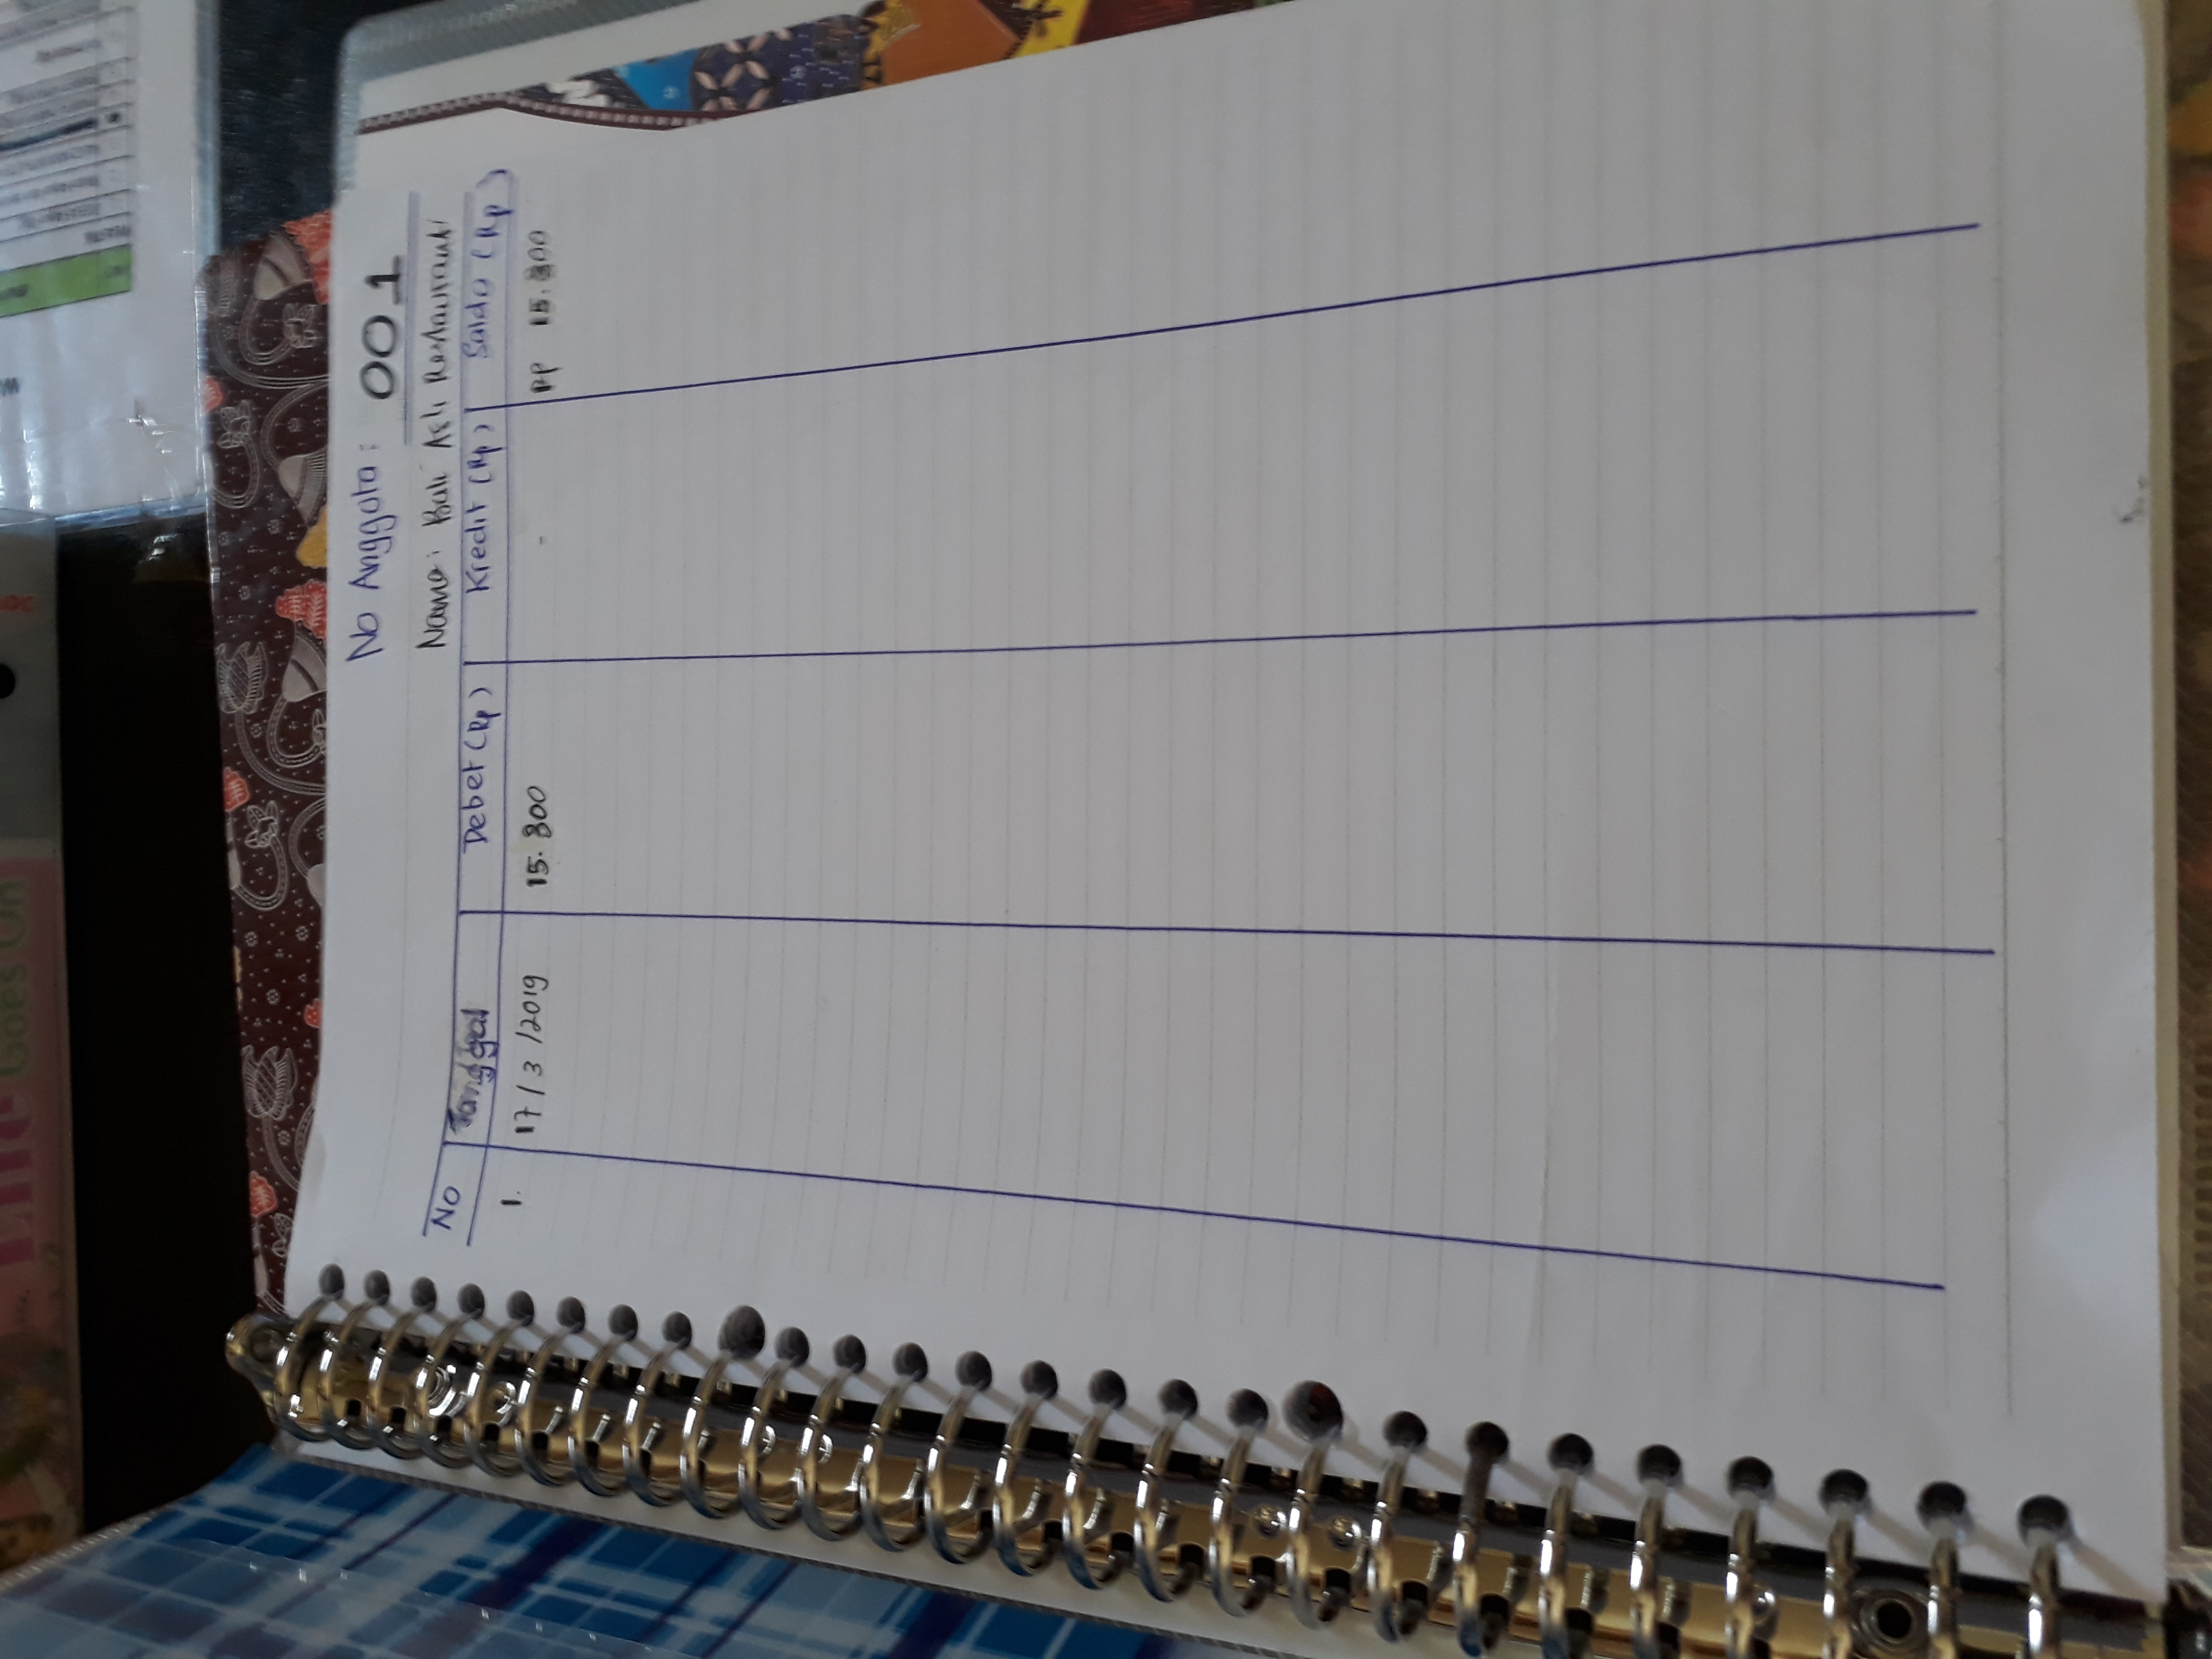 Life Goes On
No Anggota: 001
Nama: Bali Asli Restaurant
No Tanggal Debet (Rp) Kredit (Rp) Saldo (Rp)
1. 17/3/2019 15.800 - Rp 15.800